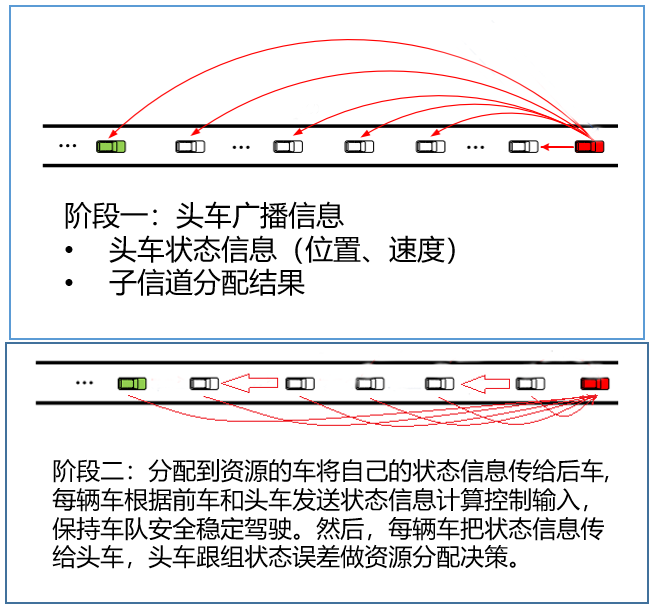 阶段一：头车广播信息
• 头车状态信息（位置、速度）
• 子信道分配结果
阶段二：分配到资源的车将自己的状态信息传给后车,
每辆车根据前车和头车发送状态信息计算控制输入，
保持车队安全稳定驾驶。然后，每辆车把状态信息传
给头车，头车跟组状态误差做资源分配决策。